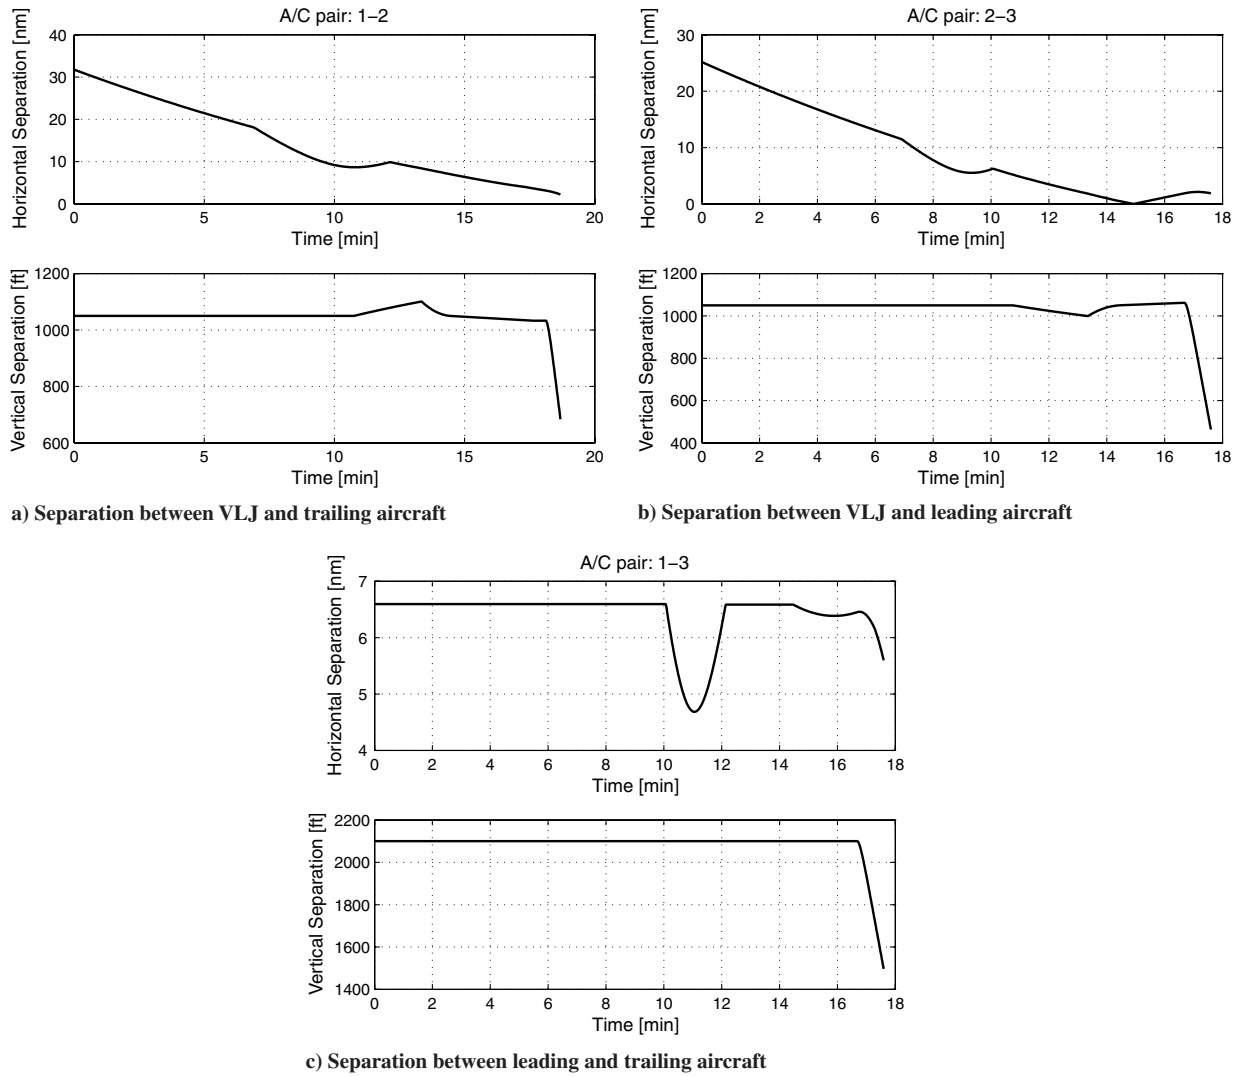 A/C pair: 1–2
Horizontal Separation [nm]
40
30
20
10
0
0 5 10 15 20
Time [min]
Vertical Separation [ft]
1200
1000
800
600
0 5 10 15 20
Time [min]
a) Separation between VLJ and trailing aircraft
A/C pair: 2–3
Horizontal Separation [nm]
30
20
10
0
0 2 4 6 8 10 12 14 16 18
Time [min]
Vertical Separation [ft]
1200
1000
800
600
400
0 2 4 6 8 10 12 14 16 18
Time [min]
b) Separation between VLJ and leading aircraft
A/C pair: 1–3
Horizontal Separation [nm]
7
6
5
4
0 2 4 6 8 10 12 14 16 18
Time [min]
Vertical Separation [ft]
2200
2000
1800
1600
1400
0 2 4 6 8 10 12 14 16 18
Time [min]
c) Separation between leading and trailing aircraft